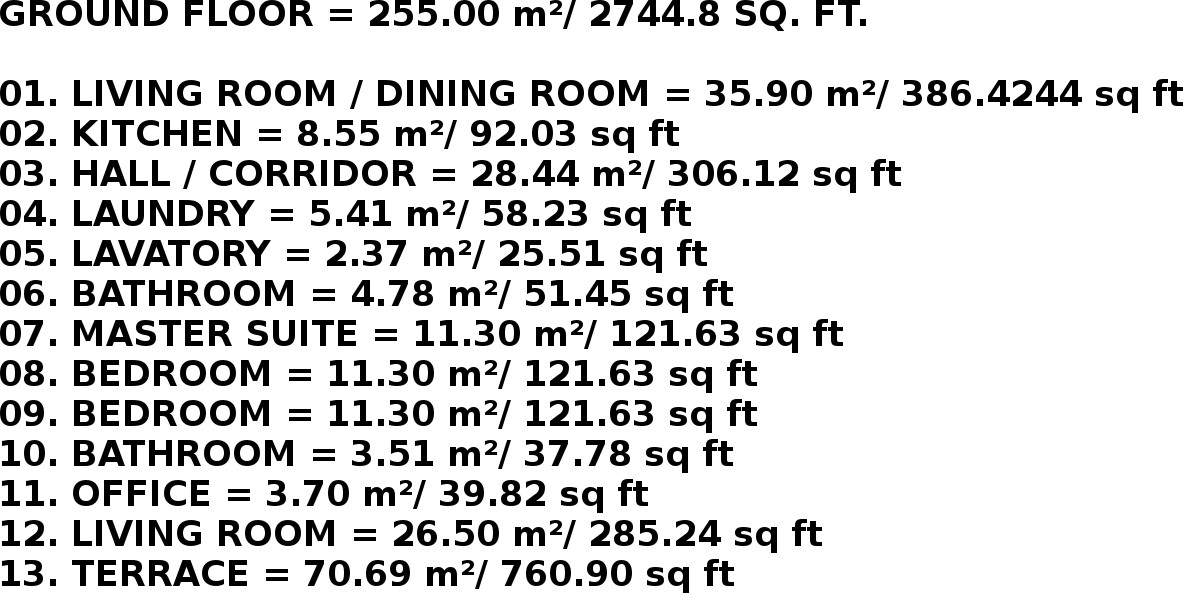 GROUND FLOOR = 255.00 m²/ 2744.8 SQ. FT.
01. LIVING ROOM / DINING ROOM = 35.90 m²/ 386.4244 sq ft
02. KITCHEN = 8.55 m²/ 92.03 sq ft
03. HALL / CORRIDOR = 28.44 m²/ 306.12 sq ft
04. LAUNDRY = 5.41 m²/ 58.23 sq ft
05. LAVATORY = 2.37 m²/ 25.51 sq ft
06. BATHROOM = 4.78 m²/ 51.45 sq ft
07. MASTER SUITE = 11.30 m²/ 121.63 sq ft
08. BEDROOM = 11.30 m²/ 121.63 sq ft
09. BEDROOM = 11.30 m²/ 121.63 sq ft
10. BATHROOM = 3.51 m²/ 37.78 sq ft
11. OFFICE = 3.70 m²/ 39.82 sq ft
12. LIVING ROOM = 26.50 m²/ 285.24 sq ft
13. TERRACE = 70.69 m²/ 760.90 sq ft